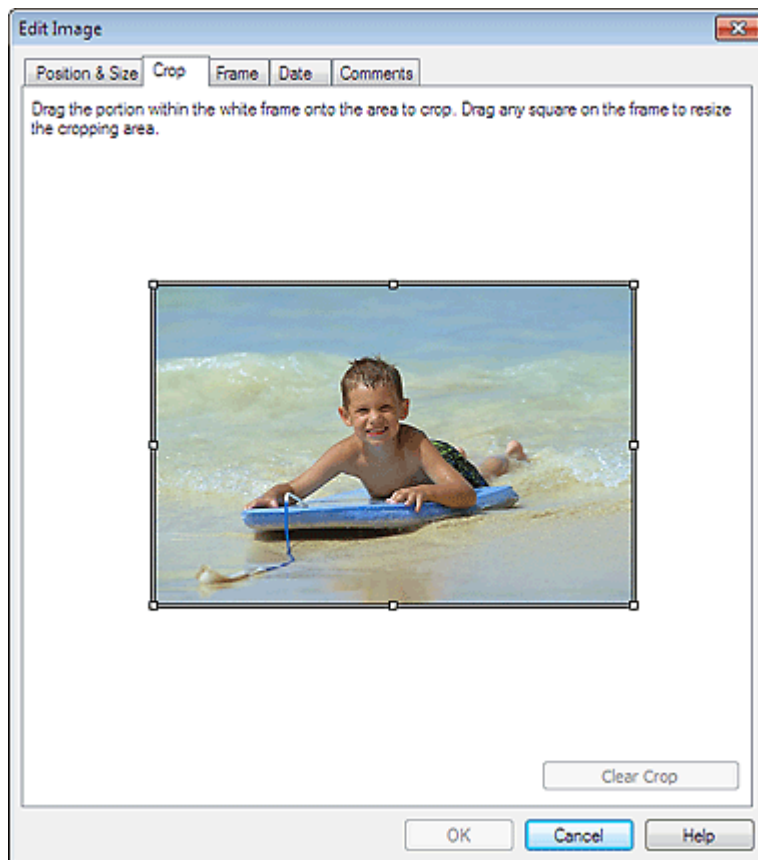 Edit Image
Position & Size Crop Frame Date Comments
Drag the portion within the white frame onto the area to crop. Drag any square on the frame to resize
the cropping area.
Clear Crop
OK Cancel Help